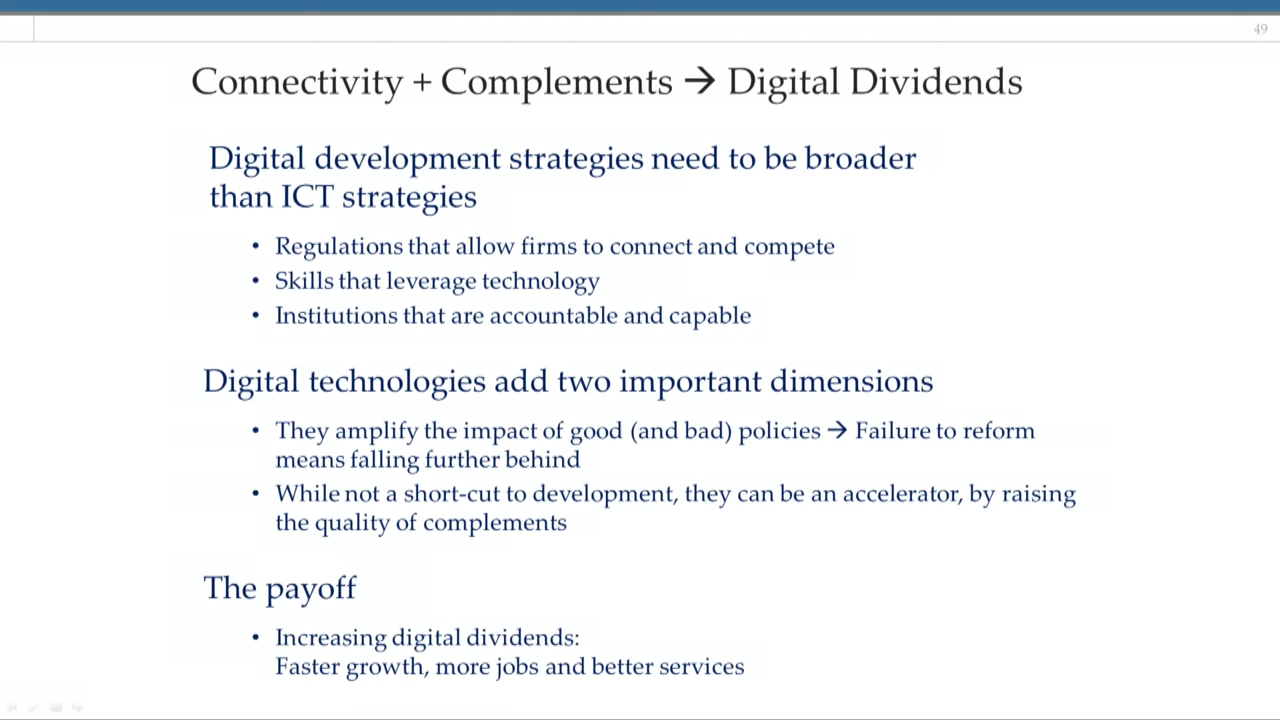 49
Connectivity + Complements → Digital Dividends
Digital development strategies need to be broader
than ICT strategies
• Regulations that allow firms to connect and compete
• Skills that leverage technology
• Institutions that are accountable and capable
Digital technologies add two important dimensions
• They amplify the impact of good (and bad) policies → Failure to reform
means falling further behind
• While not a short-cut to development, they can be an accelerator, by raising
the quality of complements
The payoff
• Increasing digital dividends:
Faster growth, more jobs and better services